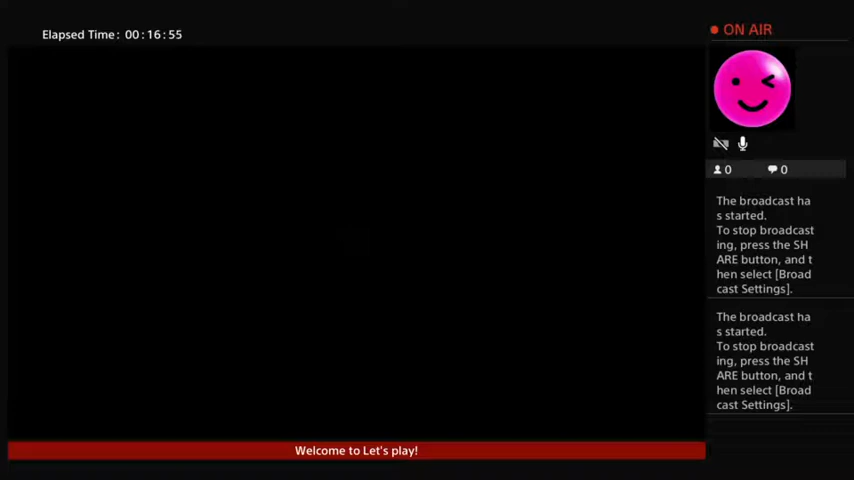 Elapsed Time: 00:16:55
ON AIR
0 0
The broadcast ha
s started.
To stop broadcast
ing, press the SH
ARE button, and t
hen select [Broad
cast Settings].
The broadcast ha
s started.
To stop broadcast
ing, press the SH
ARE button, and t
hen select [Broad
cast Settings].
Welcome to Let's play!